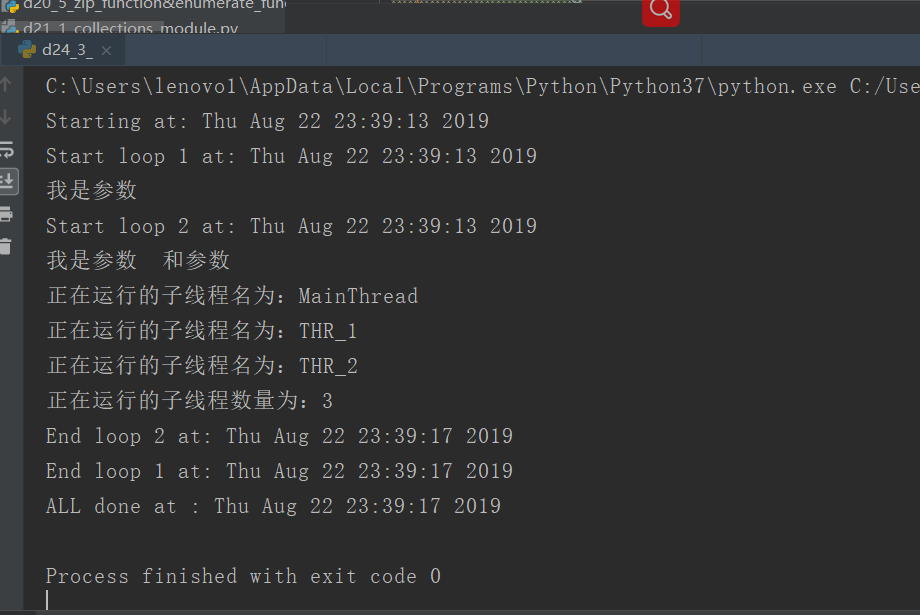 d20_5_zip_function&enumerate_fun
d21_1_collections_module.py
d24_3_
C:\Users\lenovo1\AppData\Local\Programs\Python\Python37\python.exe C:/Use
Starting at: Thu Aug 22 23:39:13 2019
Start loop 1 at: Thu Aug 22 23:39:13 2019
我是参数
Start loop 2 at: Thu Aug 22 23:39:13 2019
我是参数  和参数
正在运行的子线程名为：MainThread
正在运行的子线程名为：THR_1
正在运行的子线程名为：THR_2
正在运行的子线程数量为：3
End loop 2 at: Thu Aug 22 23:39:17 2019
End loop 1 at: Thu Aug 22 23:39:17 2019
ALL done at : Thu Aug 22 23:39:17 2019
Process finished with exit code 0